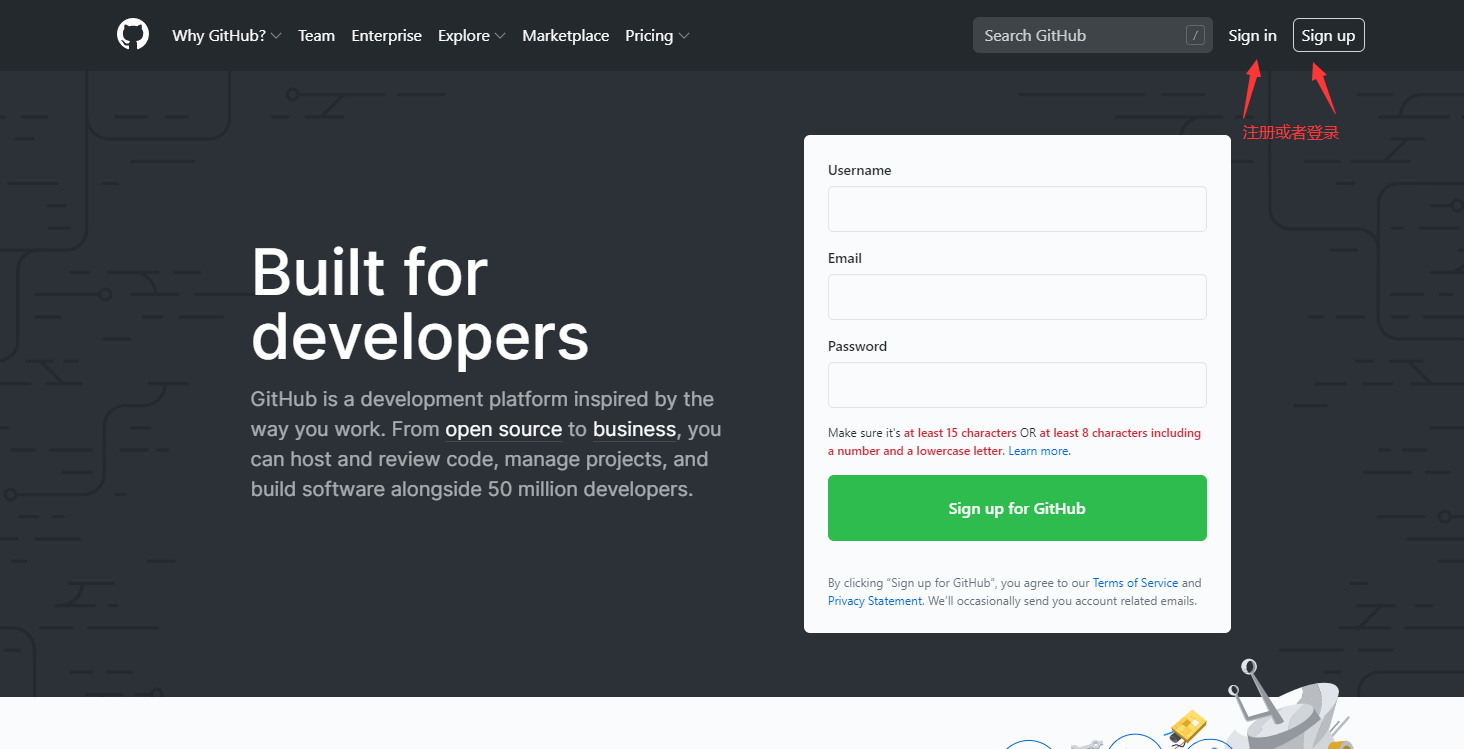 Why GitHub? Team Enterprise Explore Marketplace Pricing Search GitHub / Sign in Sign up
注册或者登录
Username
Email
Built for
developers
Password
GitHub is a development platform inspired by the
way you work. From open source to business, you
can host and review code, manage projects, and
build software alongside 50 million developers.
Make sure it's at least 15 characters OR at least 8 characters including
a number and a lowercase letter. Learn more.
Sign up for GitHub
By clicking “Sign up for GitHub”, you agree to our Terms of Service and
Privacy Statement. We’ll occasionally send you account related emails.